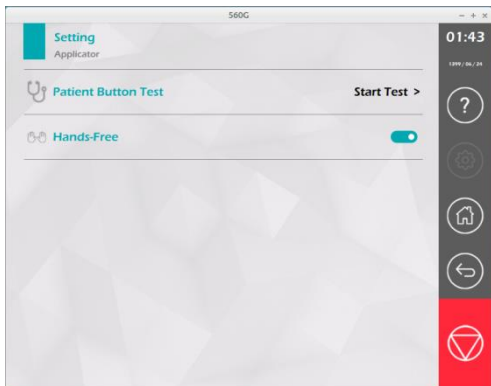 560G
- + ×
Setting
Applicator
01:43
1399/06/24
Patient Button Test
Start Test >
?
Hands-Free